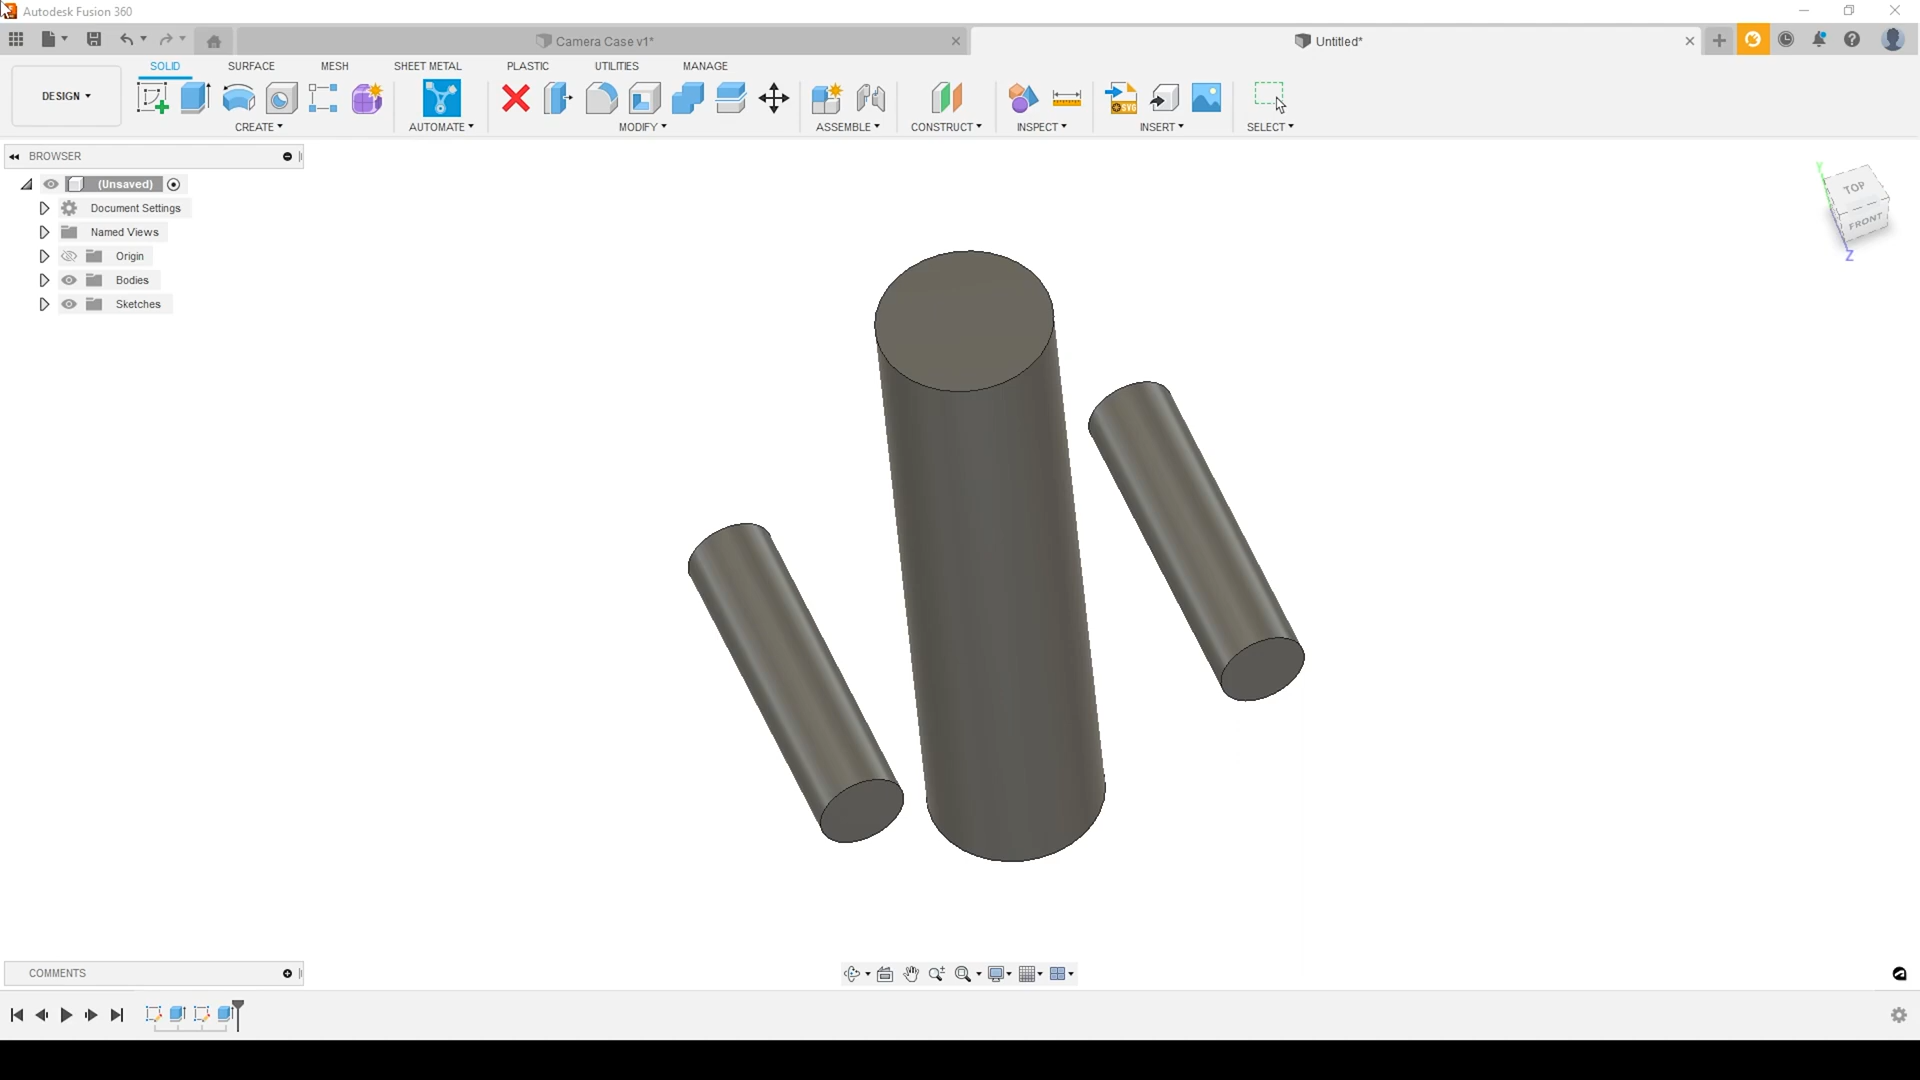 Autodesk Fusion 360
Camera Case v1*
Untitled*
DESIGN
SOLID
SURFACE
MESH
SHEET METAL
PLASTIC
UTILITIES
MANAGE
SVG
CREATE
AUTOMATE
MODIFY
ASSEMBLE
CONSTRUCT
INSPECT
INSERT
SELECT
BROWSER
(Unsaved)
Document Settings
Named Views
Origin
Bodies
Sketches
Y
TOP
FRONT
Z
COMMENTS